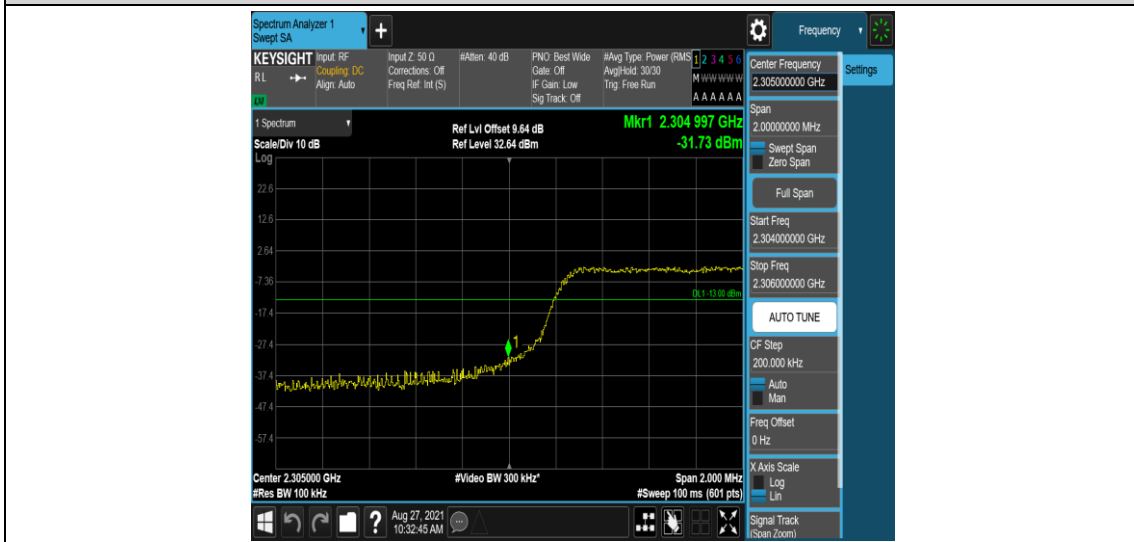 Spectrum Analyzer 1
Swept SA
+
Frequency
KEYSIGHT
RL
LXI
Input: RF
Coupling: DC
Align: Auto
Input Z: 50 Ω
Corrections: Off
Freq Ref: Int (S)
#Atten: 40 dB
PNO: Best Wide
Gate: Off
IF Gain: Low
Sig Track: Off
#Avg Type: Power (RMS
Avg|Hold: 30/30
Trig: Free Run
1 2 3 4 5 6
M W W W W W
A A A A A A
1 Spectrum
Scale/Div 10 dB
Log
Ref Lvl Offset 9.64 dB
Ref Level 32.64 dBm
Mkr1 2.304 997 GHz
-31.73 dBm
22.6
12.6
2.64
-7.36
DL1 -13.00 dBm
-17.4
-27.4
1
-37.4
-47.4
-57.4
Center 2.305000 GHz
#Res BW 100 kHz
#Video BW 300 kHz*
Span 2.000 MHz
#Sweep 100 ms (601 pts)
?
Aug 27, 2021
10:32:45 AM
Center Frequency
2.305000000 GHz
Settings
Span
2.00000000 MHz
Swept Span
Zero Span
Full Span
Start Freq
2.304000000 GHz
Stop Freq
2.306000000 GHz
AUTO TUNE
CF Step
200.000 kHz
Auto
Man
Freq Offset
0 Hz
X Axis Scale
Log
Lin
Signal Track
(Span Zoom)